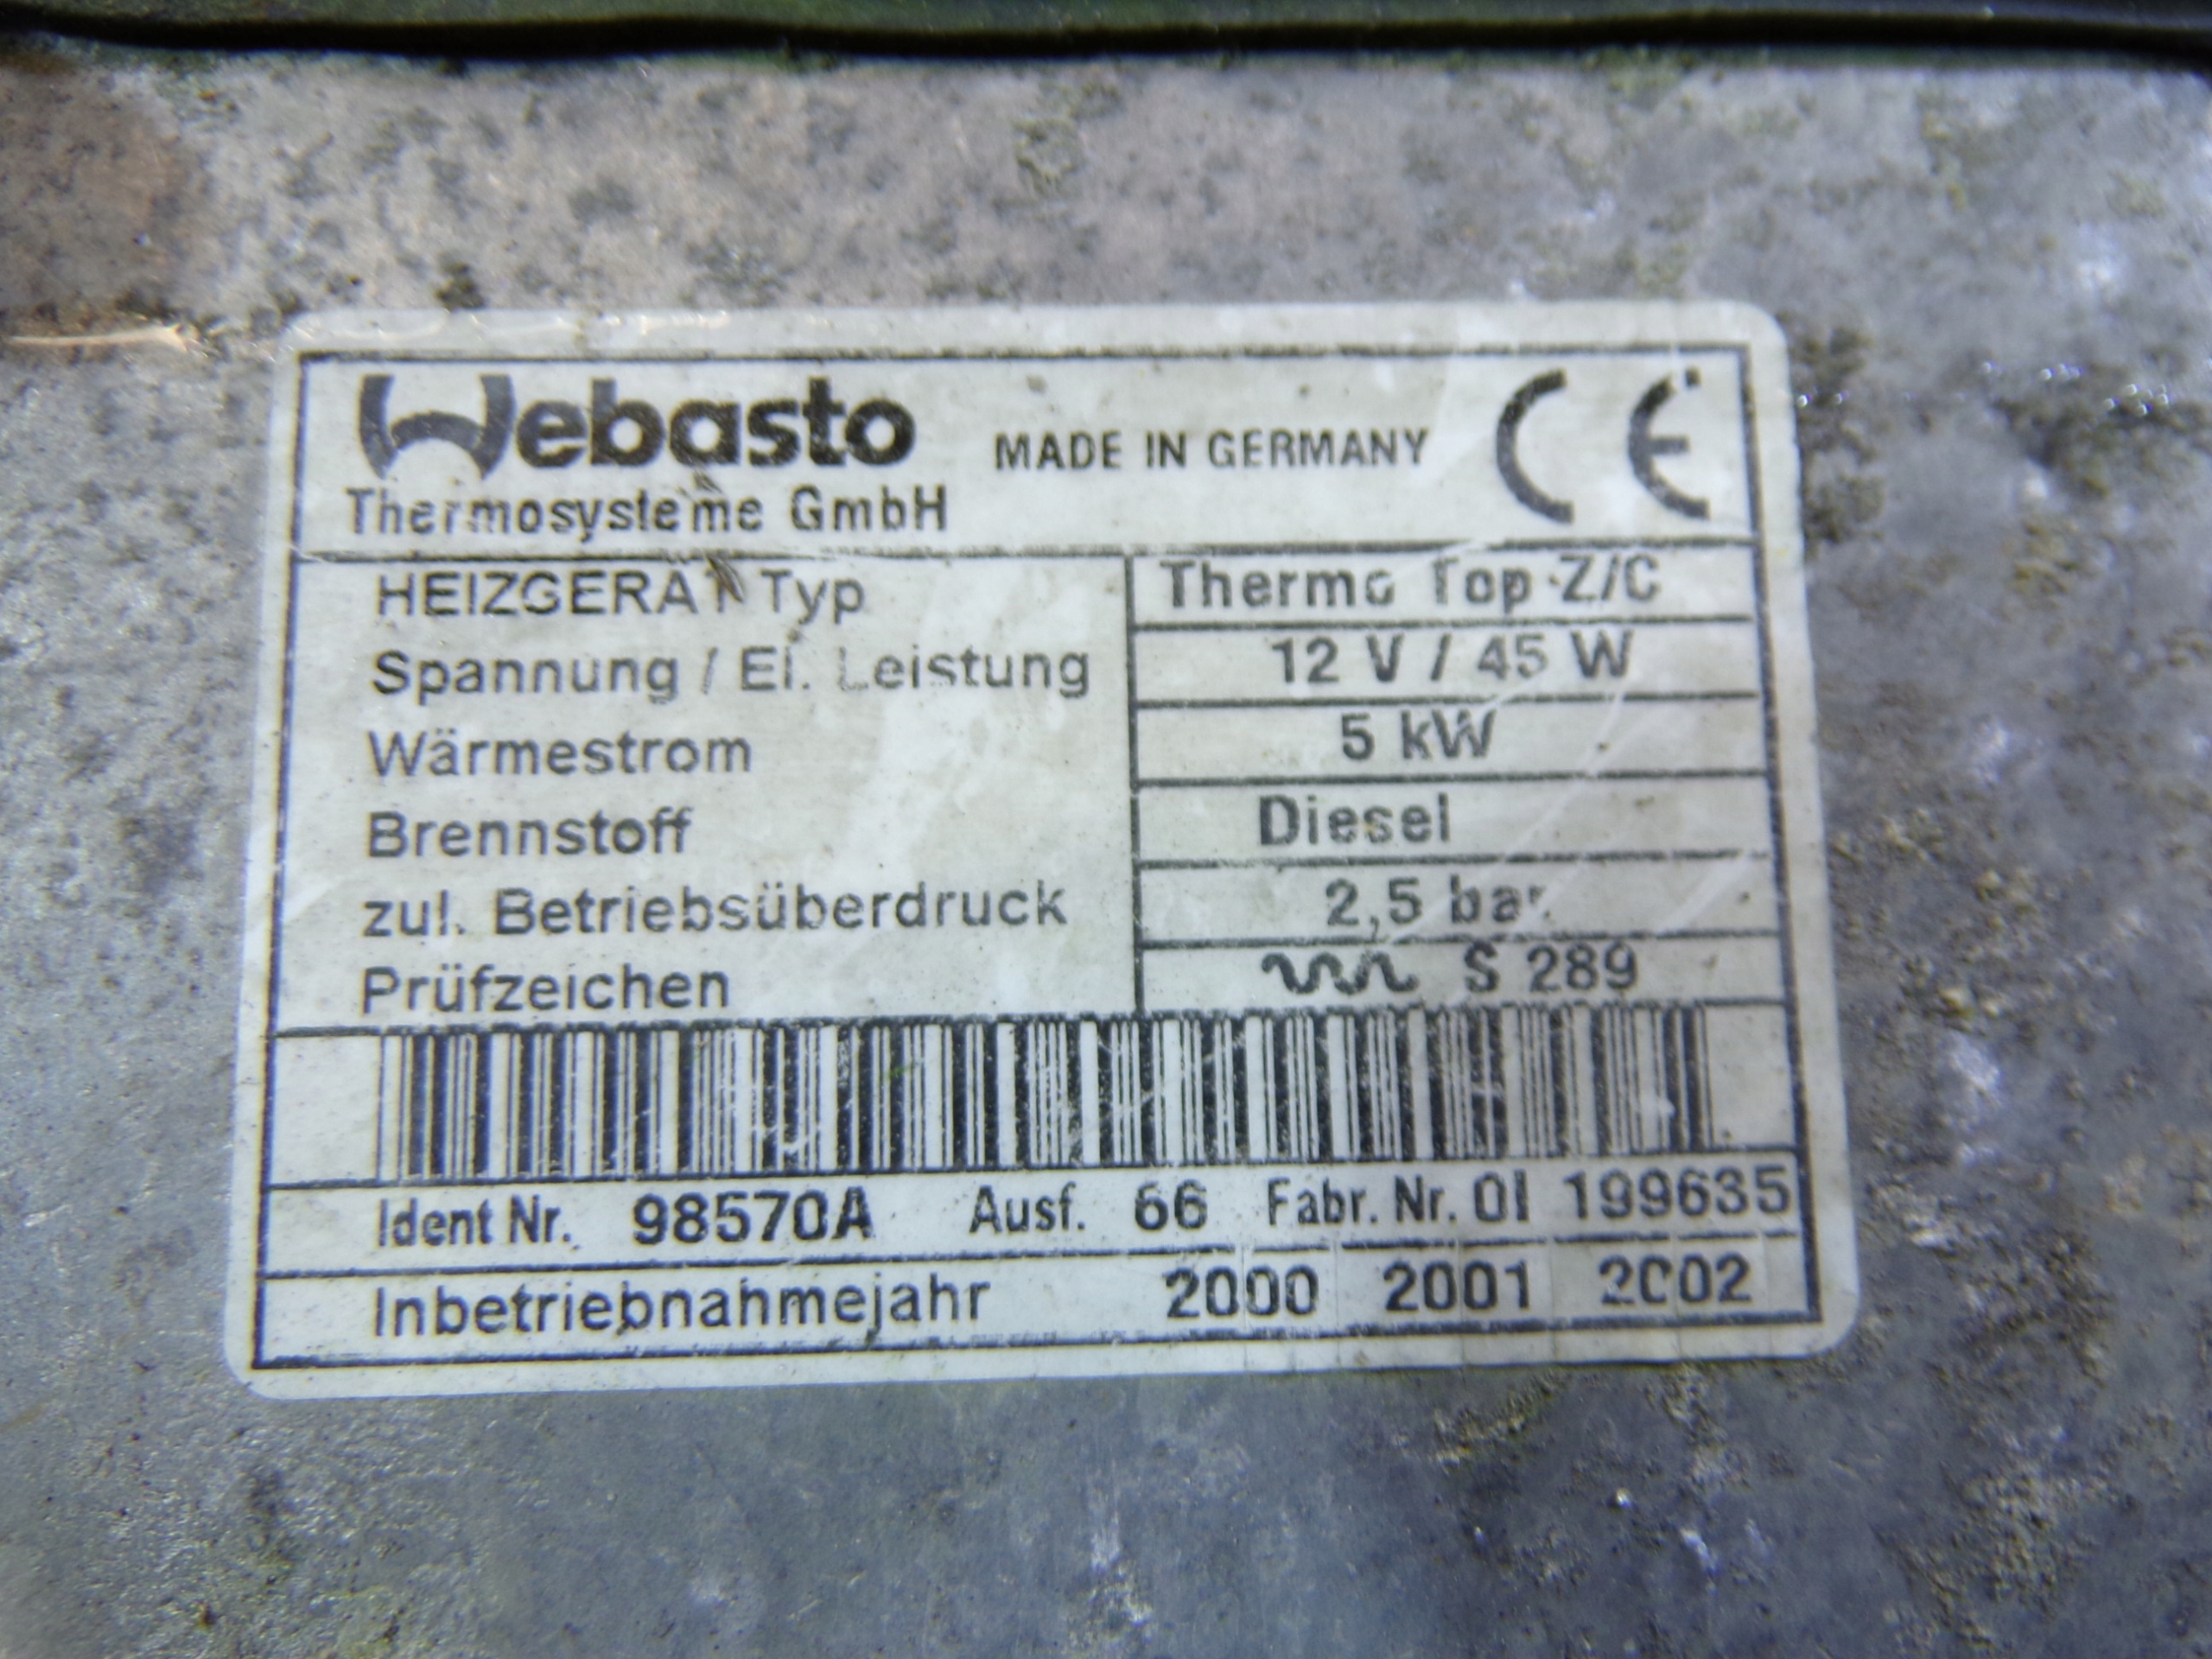 Webasto MADE IN GERMANY CE
Thermosysteme GmbH
HEIZGERÄT Typ Thermo Top Z/C
Spannung / El. Leistung 12 V / 45 W
Wärmestrom 5 kW
Brennstoff Diesel
zul. Betriebsüberdruck 2,5 bar
Prüfzeichen S 289
Ident Nr. 98570A Ausf. 66 Fabr. Nr. 01 199635
Inbetriebnahmejahr 2000 2001 2002